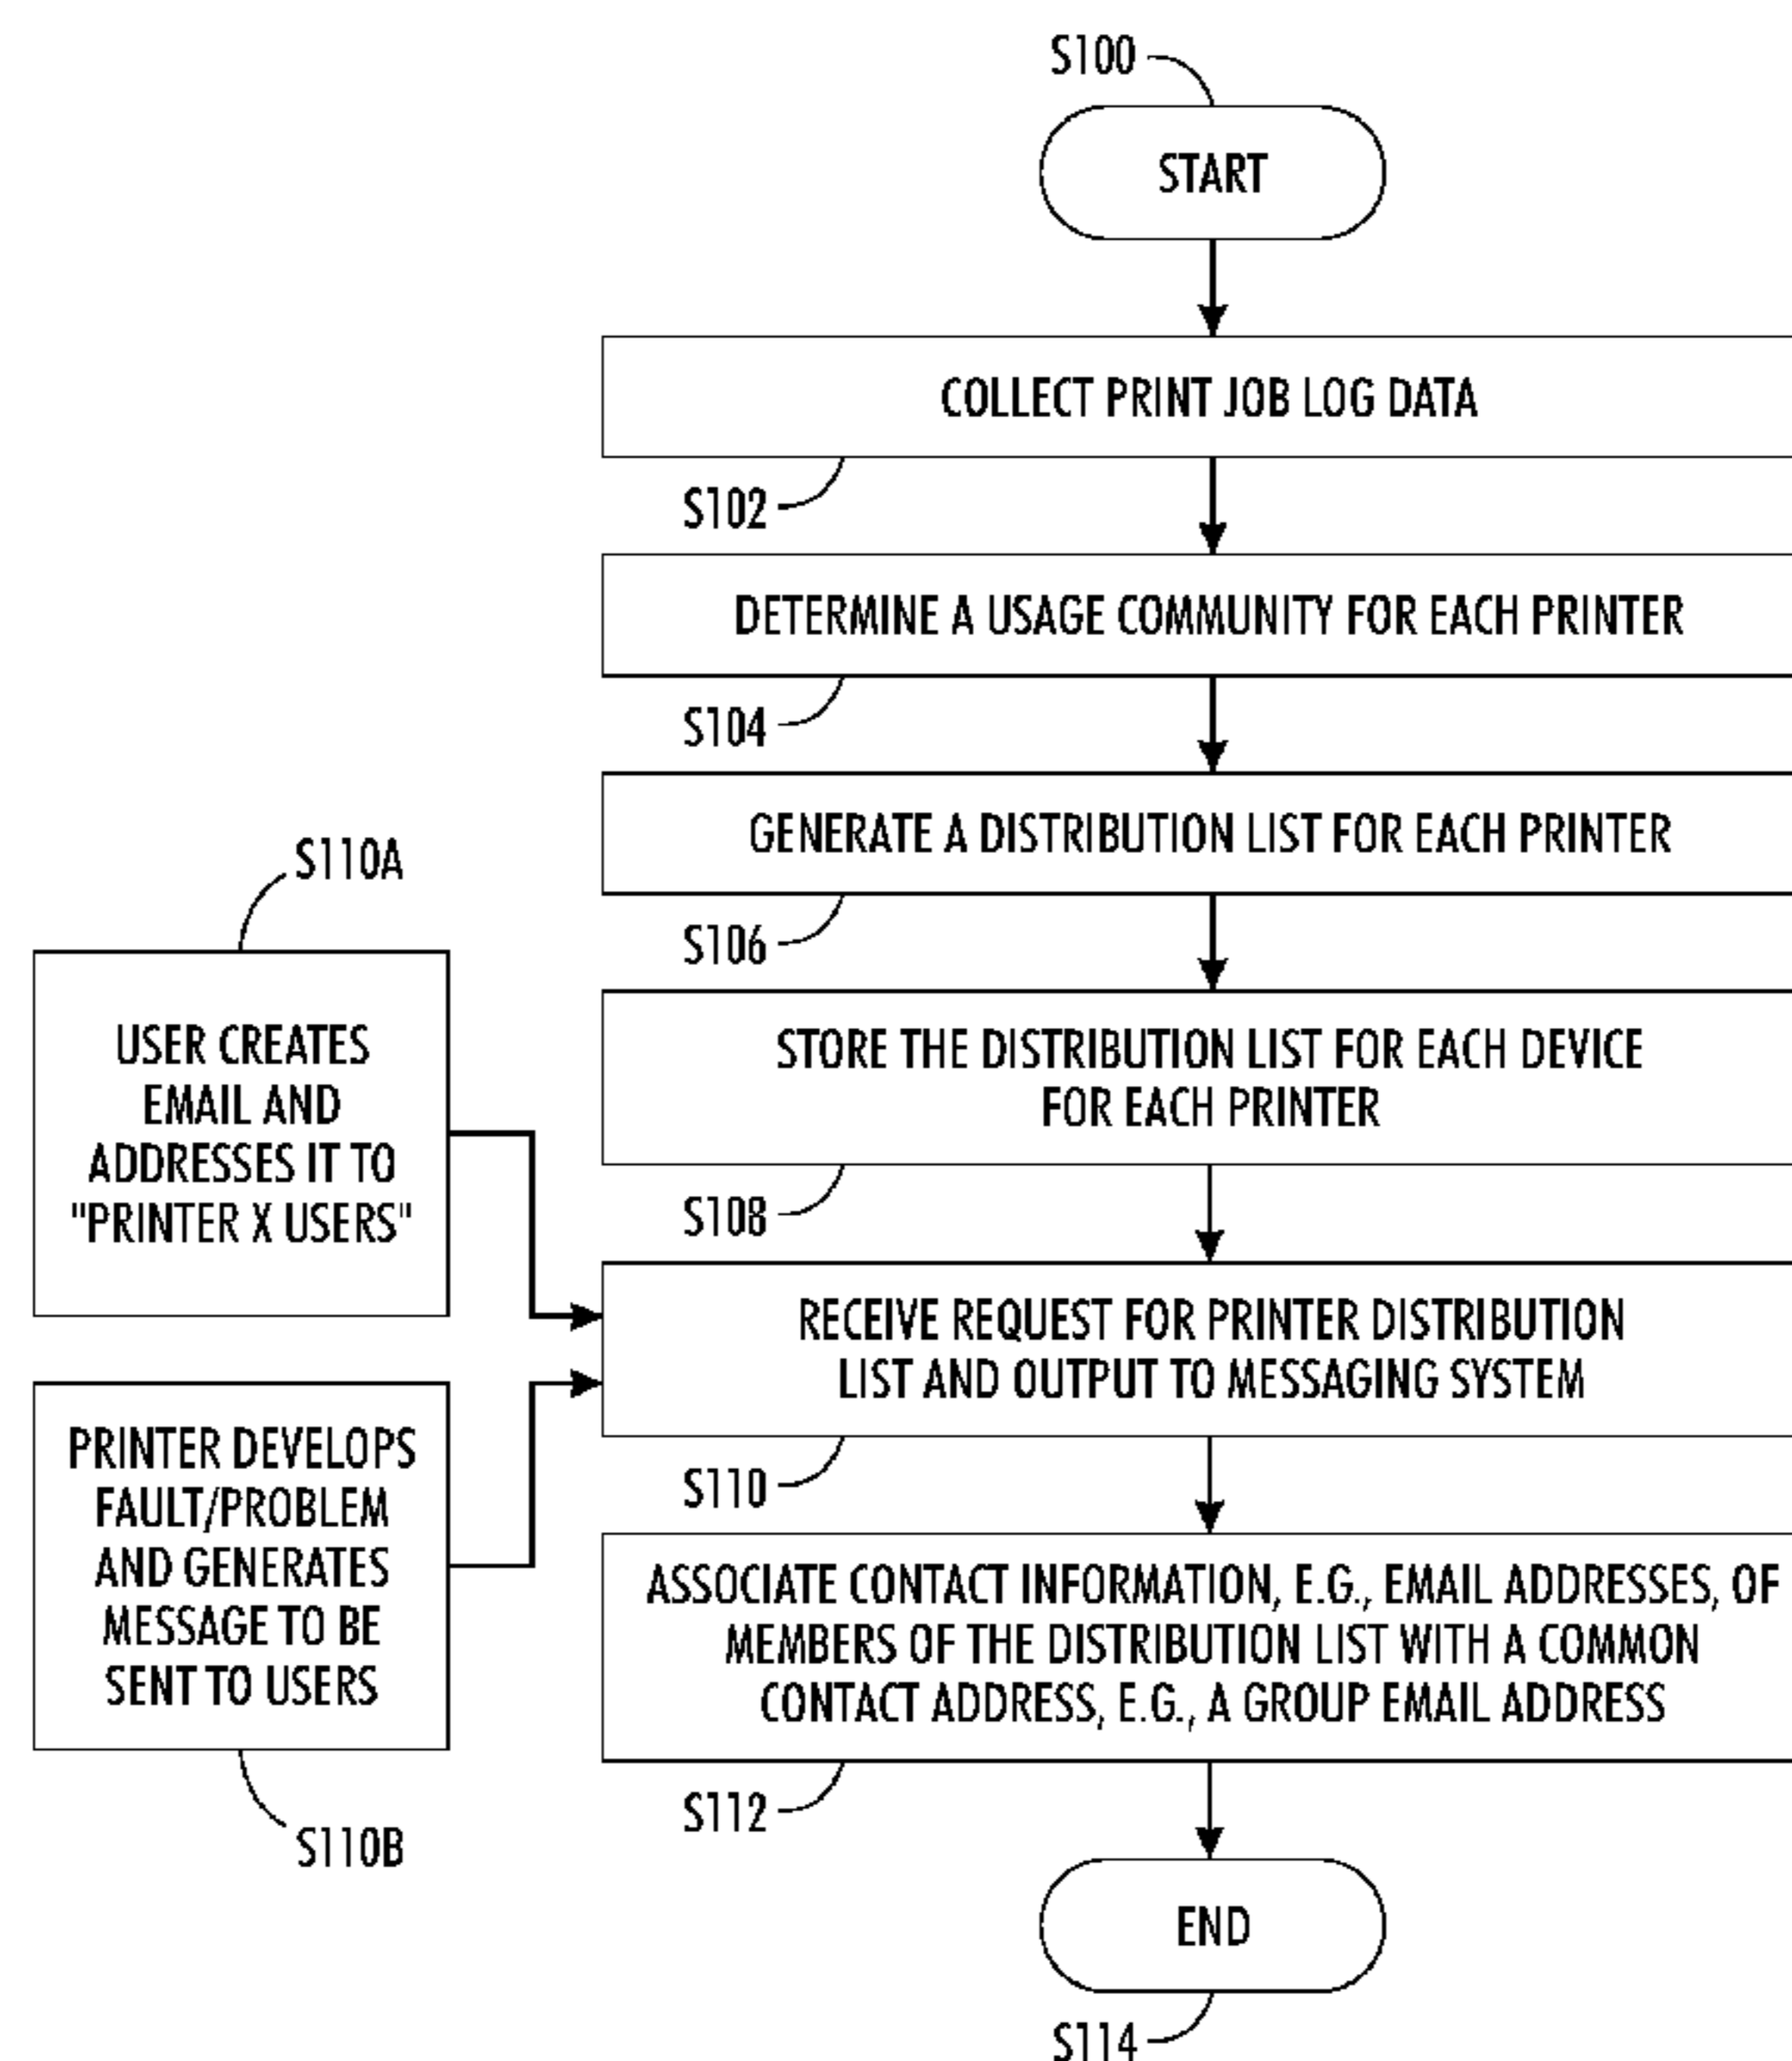 S100
START
COLLECT PRINT JOB LOG DATA
S102
DETERMINE A USAGE COMMUNITY FOR EACH PRINTER
S104
GENERATE A DISTRIBUTION LIST FOR EACH PRINTER
S106
STORE THE DISTRIBUTION LIST FOR EACH DEVICE
FOR EACH PRINTER
S108
S110A
USER CREATES
EMAIL AND
ADDRESSES IT TO
"PRINTER X USERS"
PRINTER DEVELOPS
FAULT/PROBLEM
AND GENERATES
MESSAGE TO BE
SENT TO USERS
S110B
RECEIVE REQUEST FOR PRINTER DISTRIBUTION
LIST AND OUTPUT TO MESSAGING SYSTEM
S110
ASSOCIATE CONTACT INFORMATION, E.G., EMAIL ADDRESSES, OF
MEMBERS OF THE DISTRIBUTION LIST WITH A COMMON
CONTACT ADDRESS, E.G., A GROUP EMAIL ADDRESS
S112
END
S114